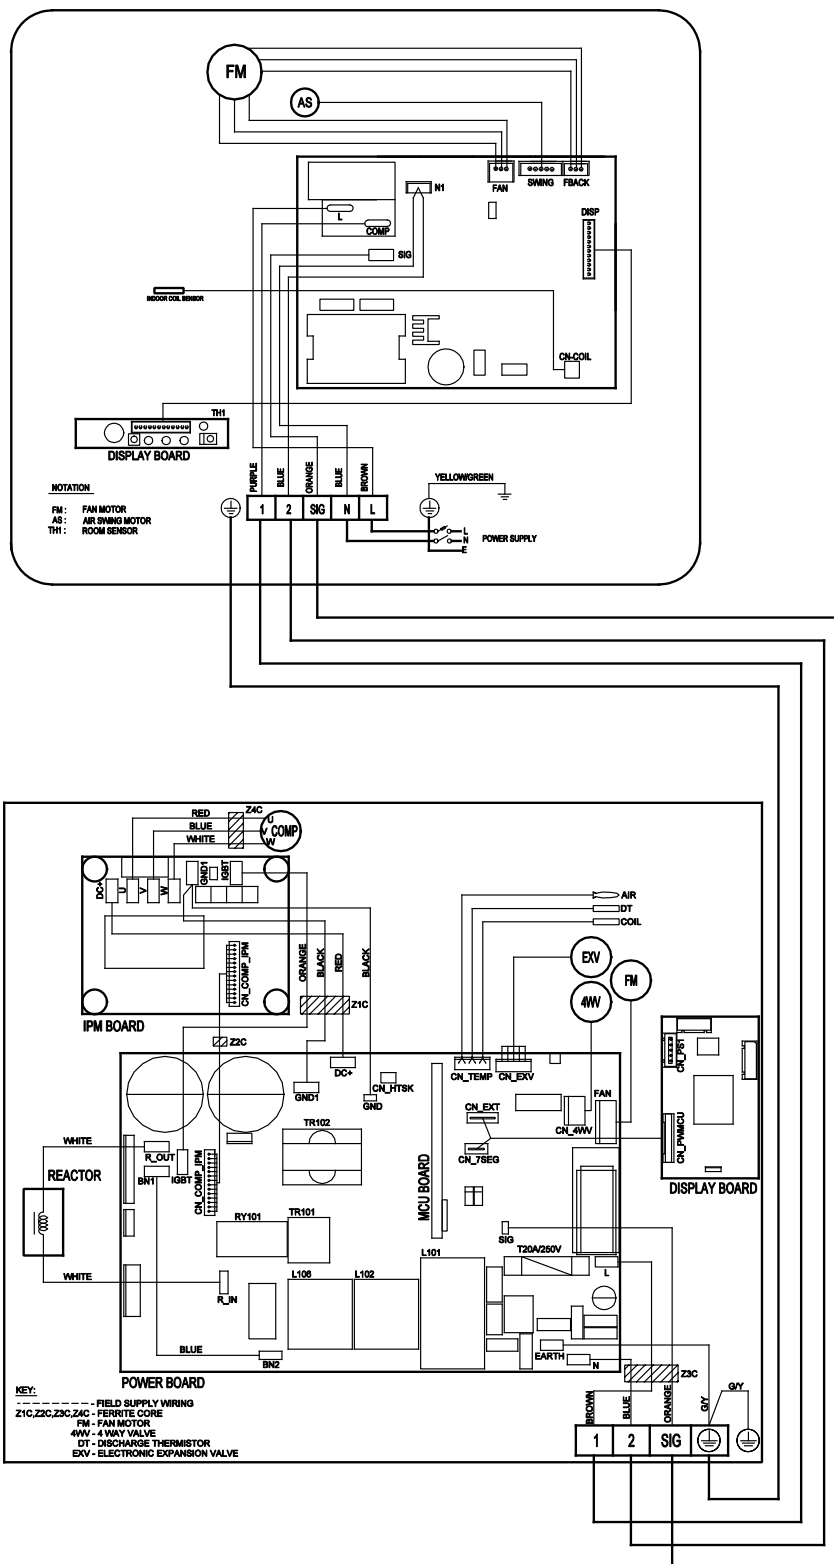 FM
AS
FAN
SWING
FBACK
N1
L
COMP
SIG
DISP
INDOOR COIL SENSOR
CN-COIL
TH1
DISPLAY BOARD
NOTATION
FM : FAN MOTOR
AS : AIR SWING MOTOR
TH1 : ROOM SENSOR
PURPLE
BLUE
ORANGE
BLUE
BROWN
1 2 SIG N L
YELLOW/GREEN
L
N
E
POWER SUPPLY
RED
BLUE
WHITE
Z4C
U
V
W
COMP
DC+
U
V
W
GND1
IGBT
CN_COMP_IPM
IPM BOARD
ORANGE
BLACK
RED
BLACK
Z1C
Z2C
AIR
DT
COIL
EXV
4WV
FM
CN_PS1
CN_PWMCU
DISPLAY BOARD
GND1
DC+
CN_HTSK
GND
CN_TEMP
CN_EXV
CN_EXT
CN_7SEG
CN_4WV
FAN
TR102
WHITE
R_OUT
BN1
IGBT
CN_COMP_IPM
REACTOR
MCU BOARD
RY101
TR101
SIG
L101
T20A/250V
L
WHITE
R_IN
L106
L102
BLUE
BN2
EARTH
N
POWER BOARD
Z3C
KEY:
- FIELD SUPPLY WIRING
Z1C,Z2C,Z3C,Z4C - FERRITE CORE
FM - FAN MOTOR
4WV - 4 WAY VALVE
DT - DISCHARGE THERMISTOR
EXV - ELECTRONIC EXPANSION VALVE
BROWN
BLUE
ORANGE
G/Y
G/Y
1 2 SIG